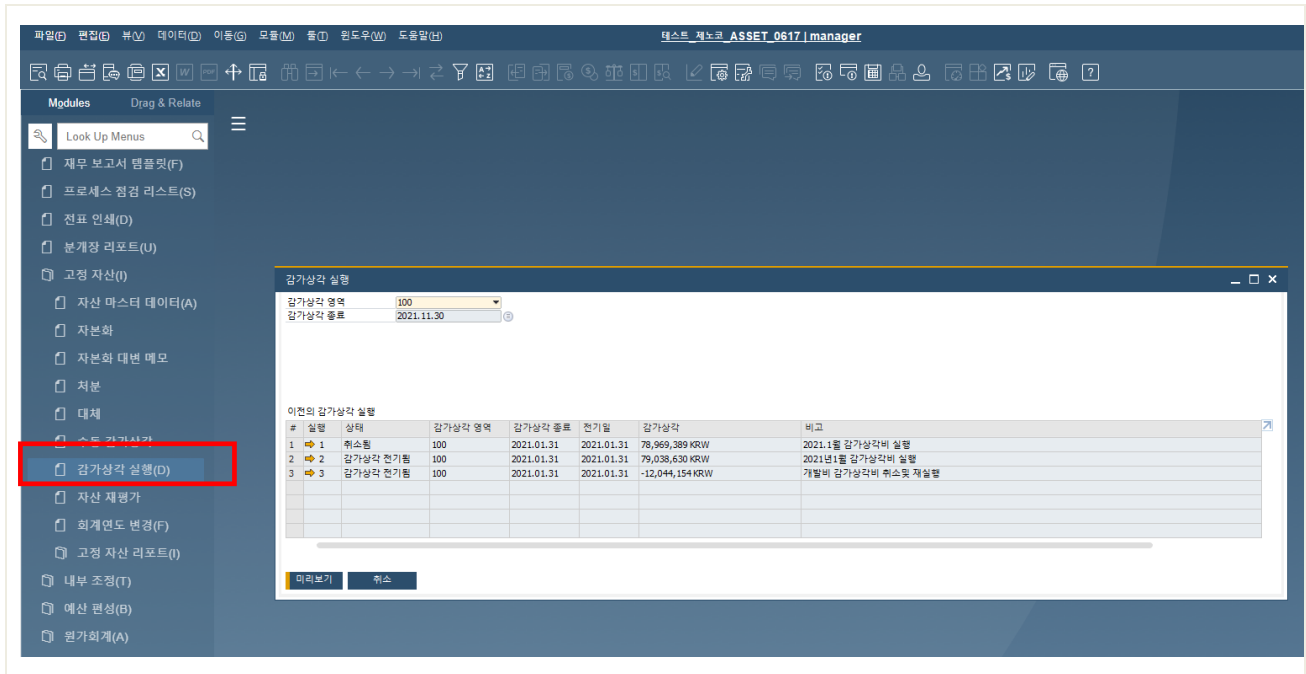 파일(F) 편집(E) 뷰(V) 데이터(D) 이동(G) 모듈(M) 툴(T) 윈도우(W) 도움말(H) 테스트_제노코_ASSET_0617 | manager
Modules Drag & Relate
Look Up Menus
재무 보고서 템플릿(F)
프로세스 점검 리스트(S)
전표 인쇄(D)
분개장 리포트(U)
고정 자산(I)
자산 마스터 데이터(A)
자본화
자본화 대변 메모
처분
대체
수동 감가상각
감가상각 실행(D)
자산 재평가
회계연도 변경(F)
고정 자산 리포트(I)
내부 조정(T)
예산 편성(B)
원가회계(A)
감가상각 실행
감가상각 영역 100
감가상각 종료 2021.11.30
이전의 감가상각 실행
# 실행 상태 감가상각 영역 감가상각 종료 전기일 감가상각 비고
1 1 취소됨 100 2021.01.31 2021.01.31 78,969,389 KRW 2021.1월 감가상각비 실행
2 2 감가상각 전기됨 100 2021.01.31 2021.01.31 79,038,630 KRW 2021년1월 감가상각비 실행
3 3 감가상각 전기됨 100 2021.01.31 2021.01.31 -12,044,154 KRW 개발비 감가상각비 취소및 재실행
미리보기 취소